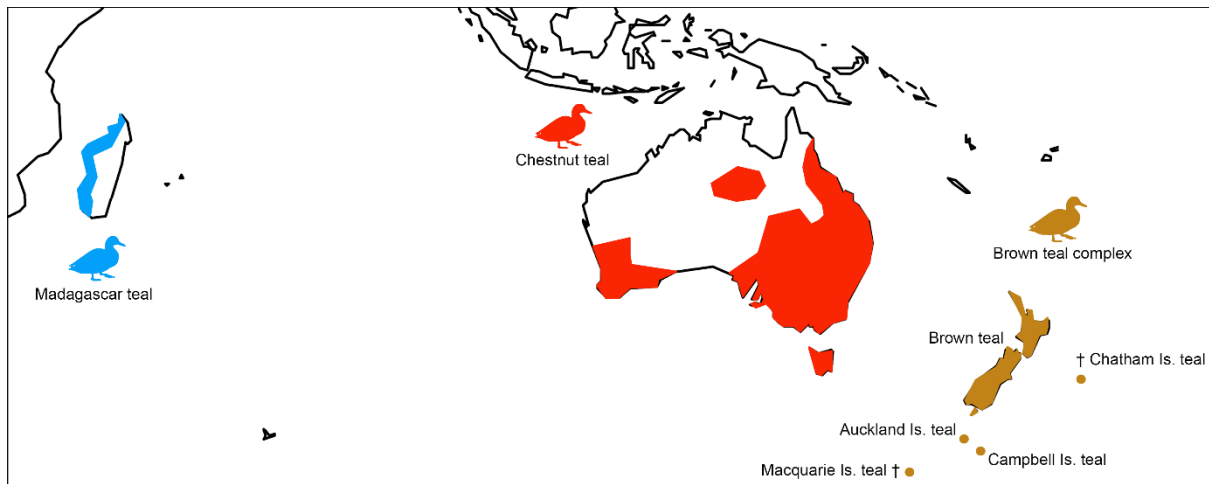 Chestnut teal
Brown teal complex
Madagascar teal
Brown teal
† Chatham Is. teal
Auckland Is. teal
Campbell Is. teal
Macquarie Is. teal †